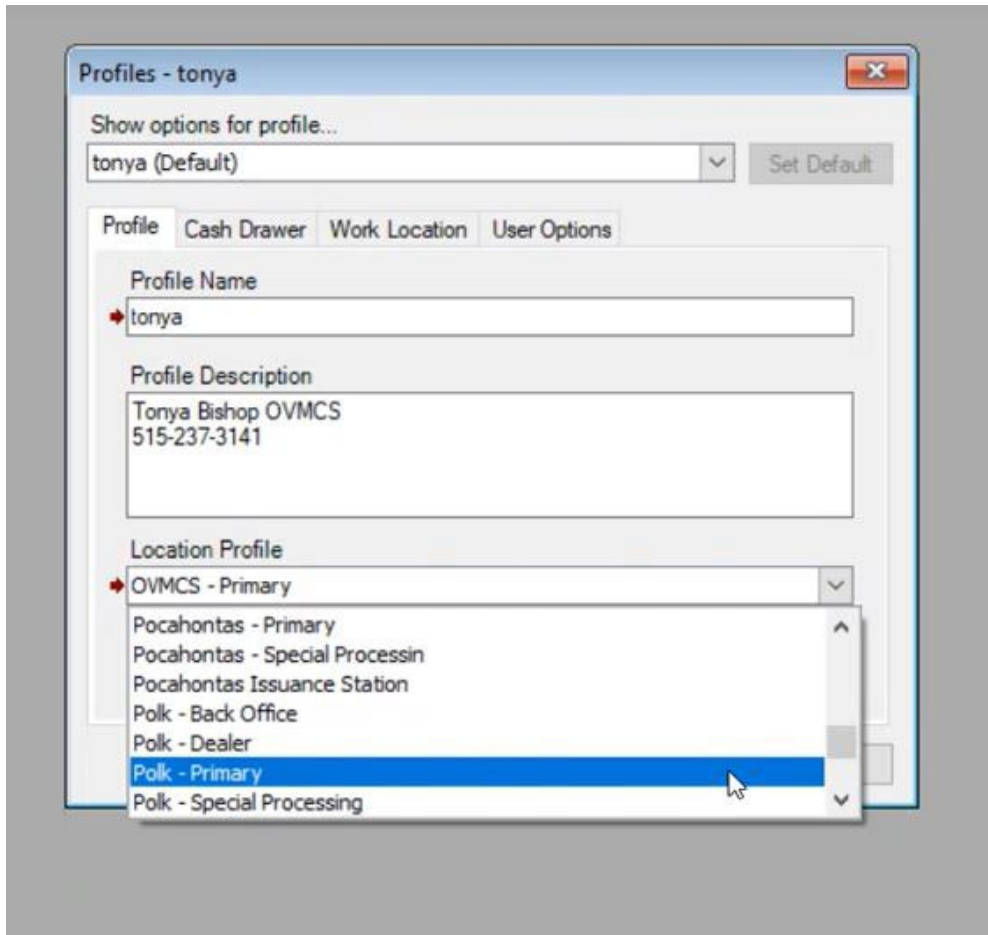 Profiles - tonya
Show options for profile...
tonya (Default)
Set Default
Profile
Cash Drawer
Work Location
User Options
Profile Name
tonya
Profile Description
Tonya Bishop OVMCS
515-237-3141
Location Profile
OVMCS - Primary
Pocahontas - Primary
Pocahontas - Special Processin
Pocahontas Issuance Station
Polk - Back Office
Polk - Dealer
Polk - Primary
Polk - Special Processing